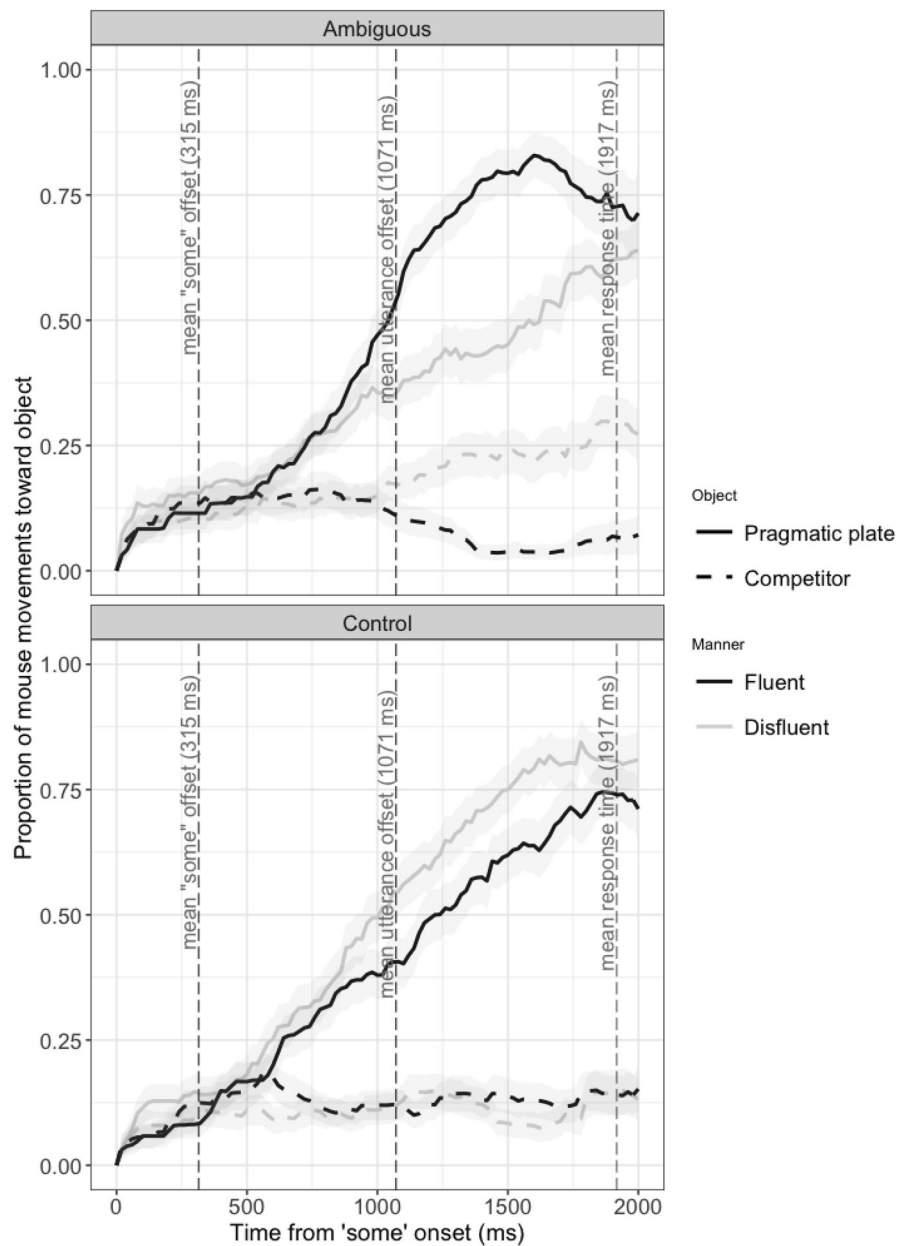 Ambiguous
Proportion of mouse movements toward object
1.00
0.75
0.50
0.25
0.00
mean "some" offset (315 ms)
mean utterance offset (1071 ms)
mean response time (1917 ms)
Control
1.00
0.75
0.50
0.25
0.00
mean "some" offset (315 ms)
mean utterance offset (1071 ms)
mean response time (1917 ms)
0 500 1000 1500 2000
Time from 'some' onset (ms)
Object
Pragmatic plate
Competitor
Manner
Fluent
Disfluent